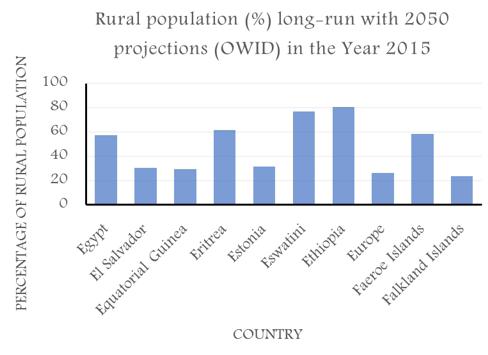 Rural population (%) long-run with 2050
projections (OWID) in the Year 2015
PERCENTAGE OF RURAL POPULATION
100
80
60
40
20
0
Egypt
El Salvador
Equatorial Guinea
Eritrea
Estonia
Eswatini
Ethiopia
Europe
Faeroe Islands
Falkland Islands
COUNTRY